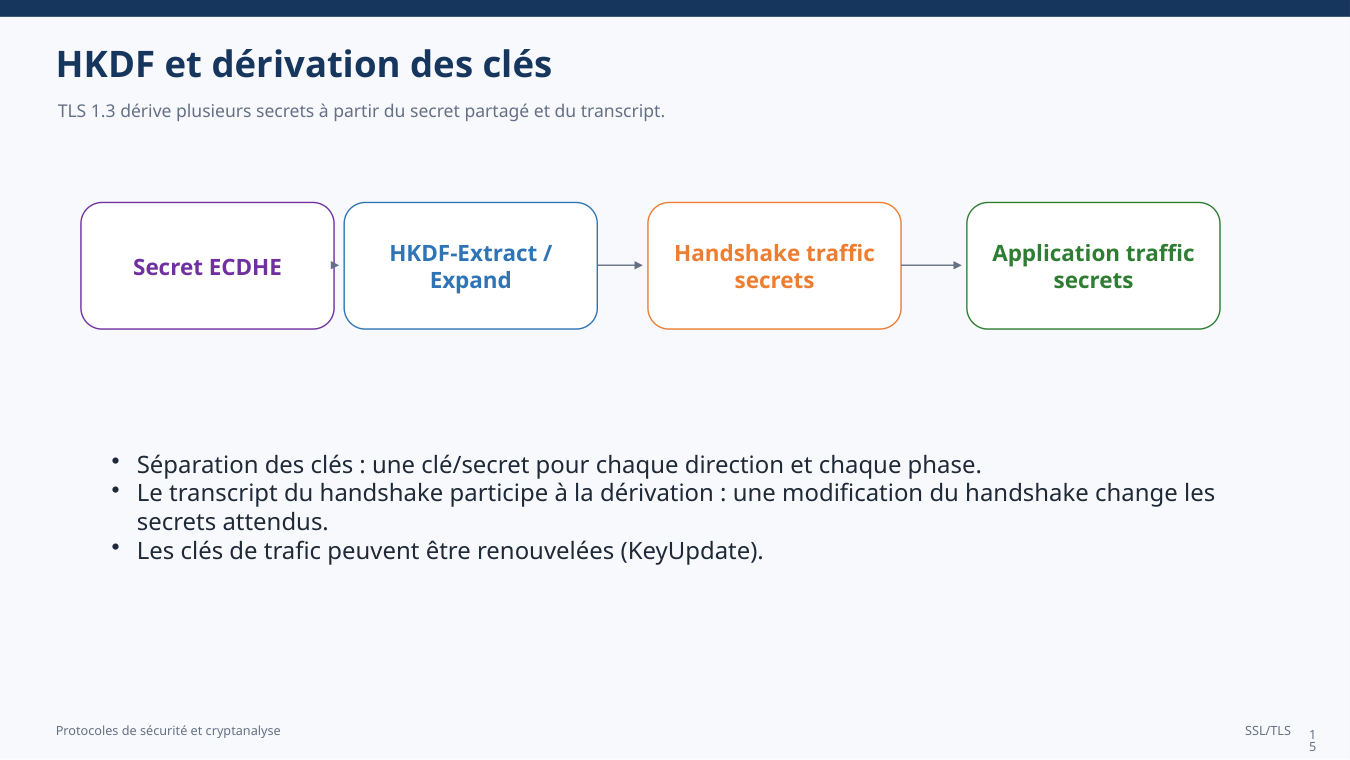 HKDF et dérivation des clés
TLS 1.3 dérive plusieurs secrets à partir du secret partagé et du transcript.
Secret ECDHE
HKDF-Extract /
Expand
Handshake traffic
secrets
Application traffic
secrets
• Séparation des clés : une clé/secret pour chaque direction et chaque phase.
• Le transcript du handshake participe à la dérivation : une modification du handshake change les
secrets attendus.
• Les clés de trafic peuvent être renouvelées (KeyUpdate).
Protocoles de sécurité et cryptanalyse
SSL/TLS
1
5